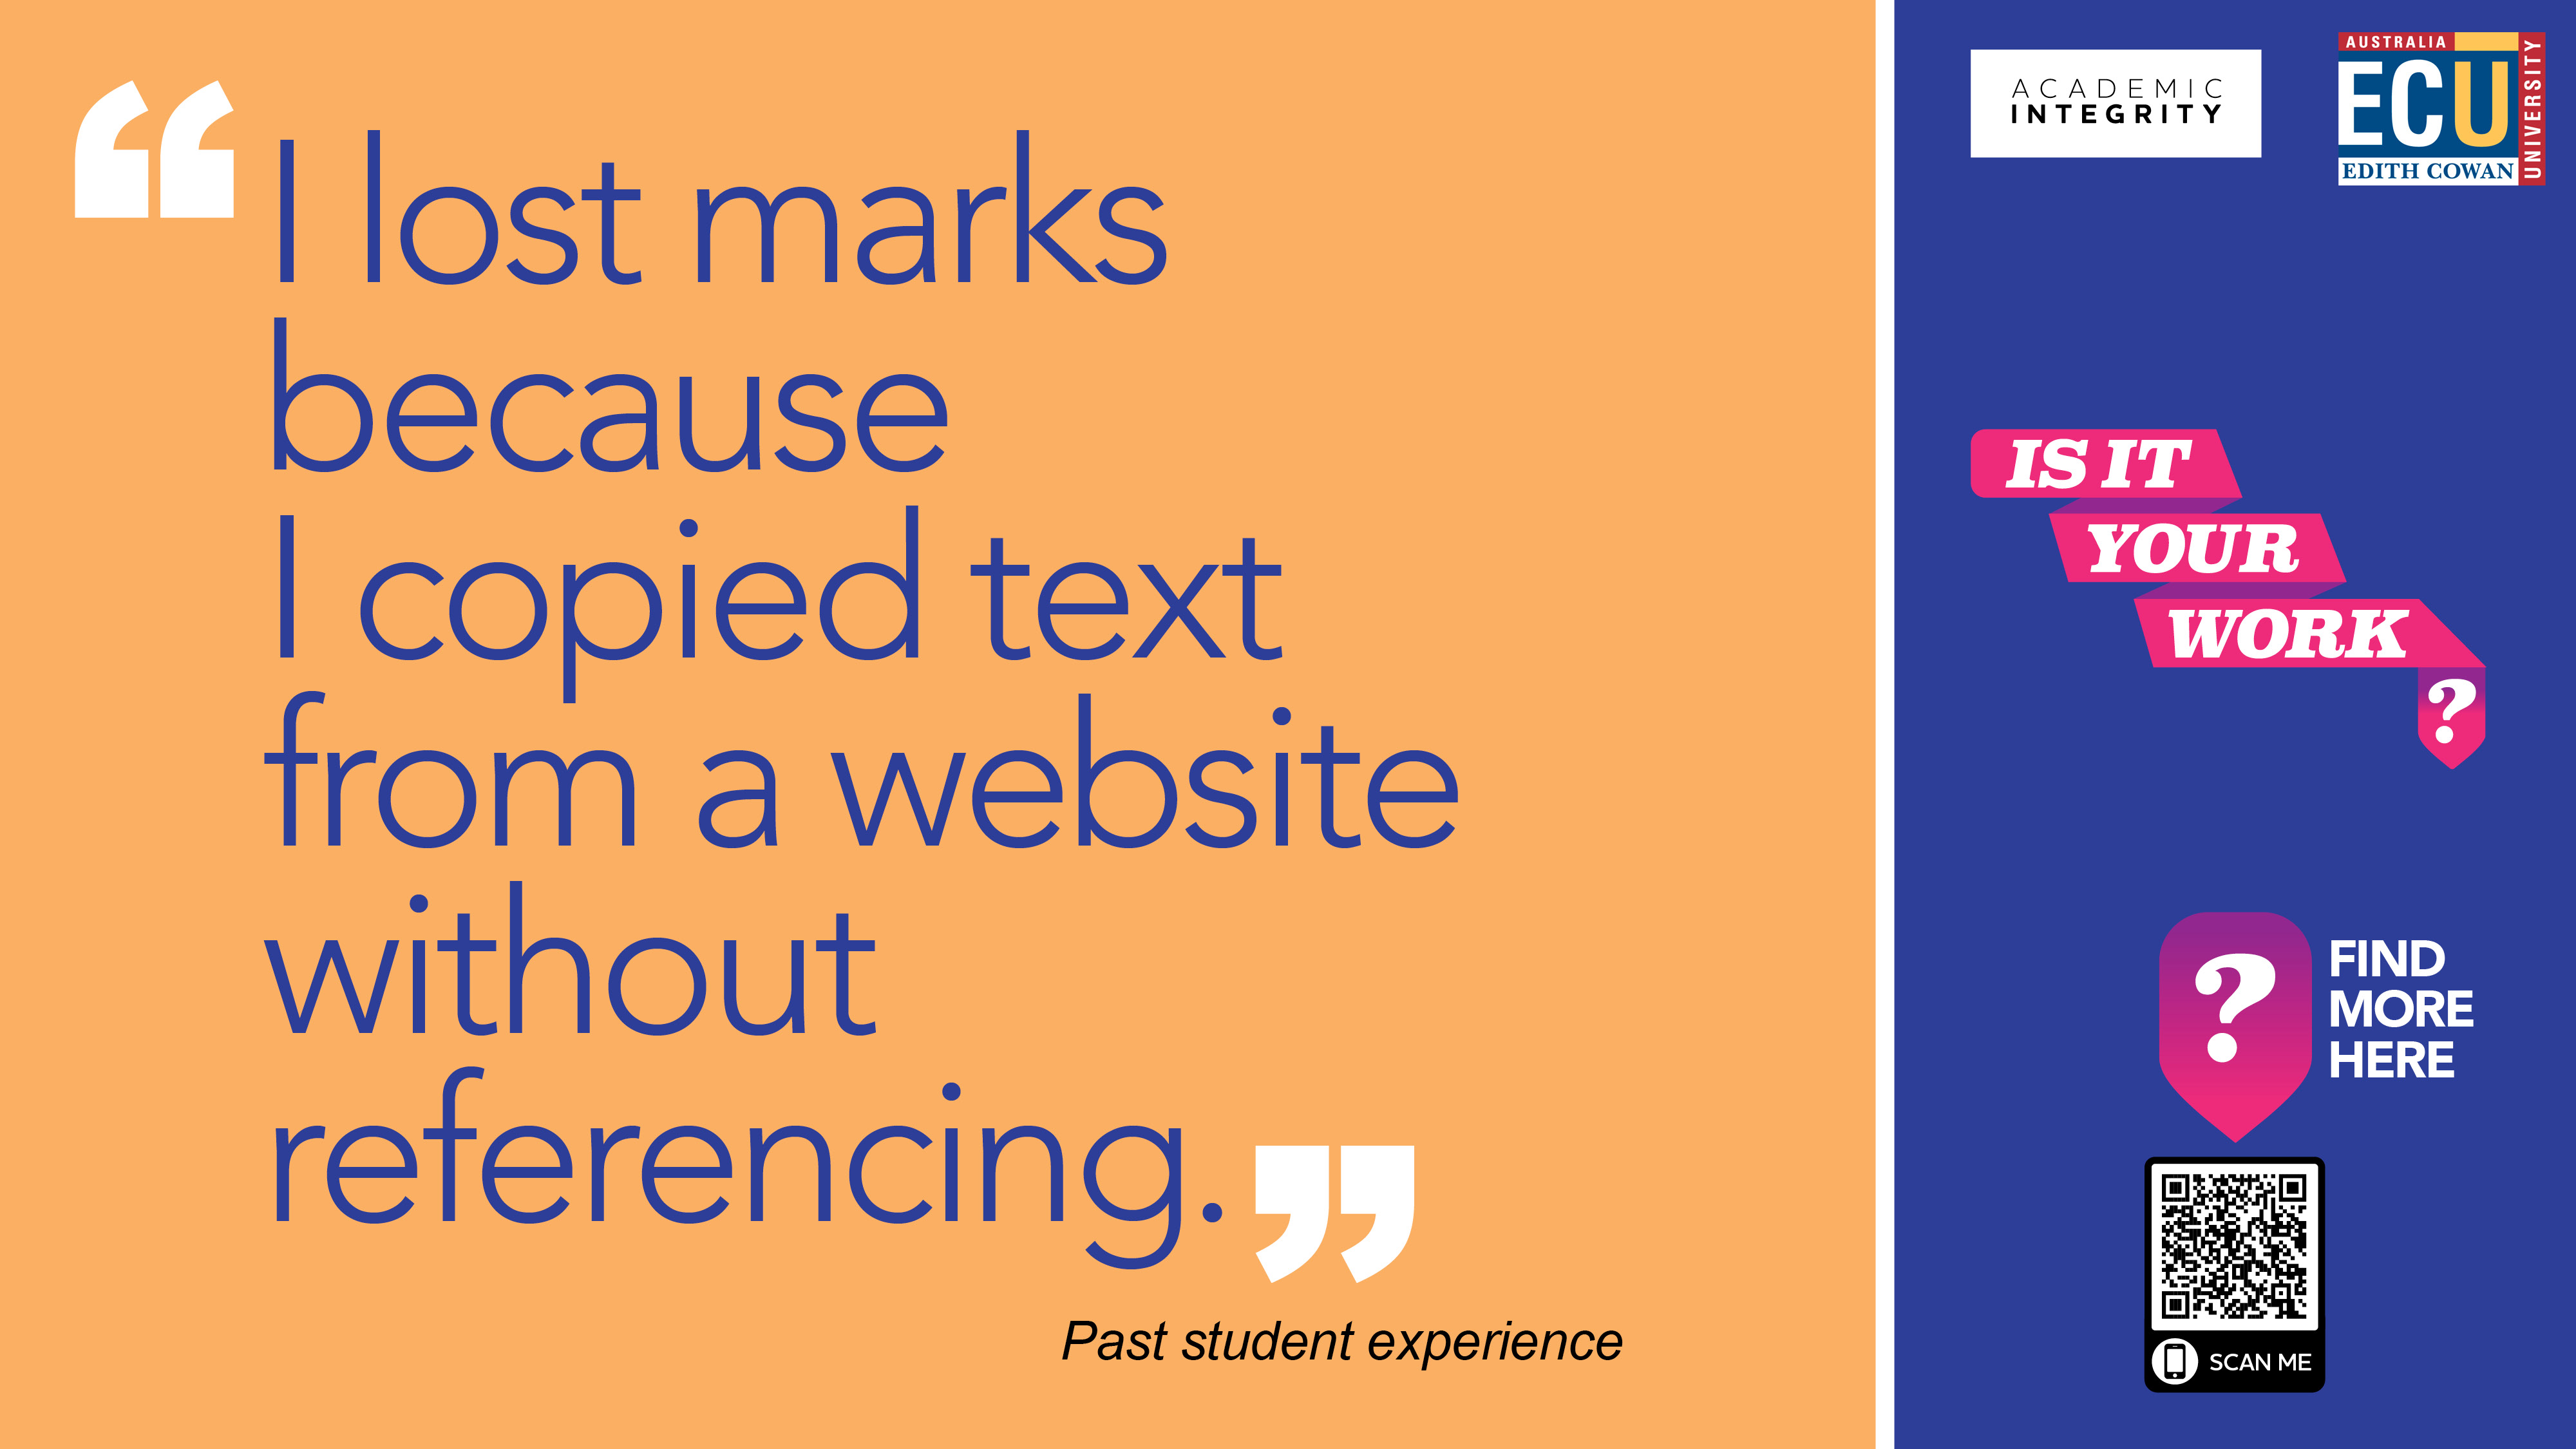 “I lost marks
because
I copied text
from a website
without
referencing.”
Past student experience
ACADEMIC
INTEGRITY
AUSTRALIA
ECU
EDITH COWAN
UNIVERSITY
IS IT
YOUR
WORK
?
?
FIND
MORE
HERE
SCAN ME